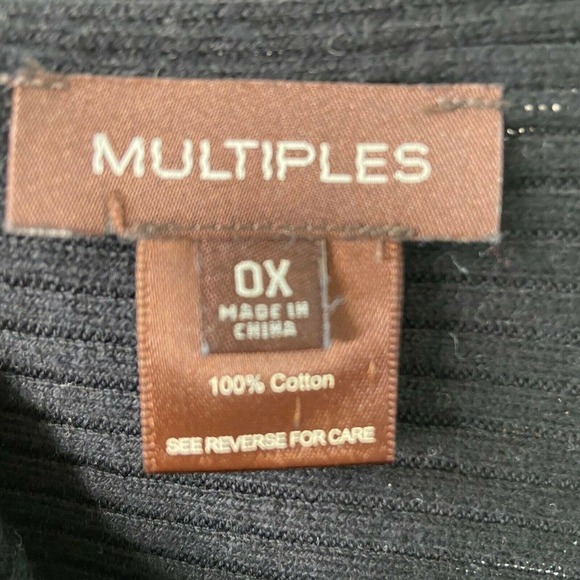 MULTIPLES
0X
MADE IN
CHINA
100% Cotton
SEE REVERSE FOR CARE